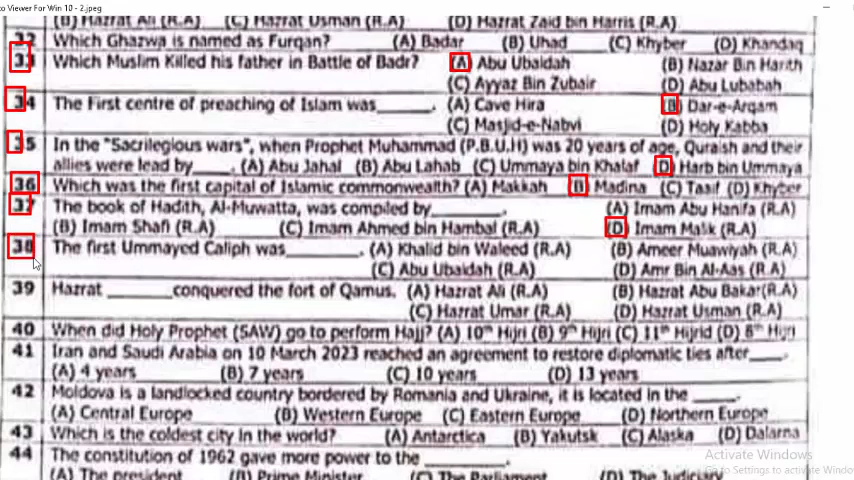 to Viewer For Win 10 - 2.jpeg
(B) Hazrat Ali (R.A) (C) Hazrat Usman (R.A) (D) Hazrat Zaid bin Harris (R.A)
32 Which Ghazwa is named as Furqan? (A) Badar (B) Uhad (C) Khyber (D) Khandaq
33 Which Muslim Killed his father in Battle of Badr? (A) Abu Ubaidah (B) Nazar Bin Harith
(C) Ayyaz Bin Zubair (D) Abu Lubabah
34 The First centre of preaching of Islam was______. (A) Cave Hira (B) Dar-e-Arqam
(C) Masjid-e-Nabvi (D) Holy Kabba
35 In the "Sacrilegious wars", when Prophet Muhammad (P.B.U.H) was 20 years of age, Quraish and their
allies were lead by____. (A) Abu Jahal (B) Abu Lahab (C) Ummaya bin Khalaf (D) Harb bin Ummaya
36 Which was the first capital of Islamic commonwealth? (A) Makkah (B) Madina (C) Taaif (D) Khyber
37 The book of Hadith, Al-Muwatta, was compiled by_______. (A) Imam Abu Hanifa (R.A)
(B) Imam Shafi (R.A) (C) Imam Ahmed bin Hambal (R.A) (D) Imam Malik (R.A)
38 The first Ummayed Caliph was_______. (A) Khalid bin Waleed (R.A) (B) Ameer Muawiyah (R.A)
(C) Abu Ubaidah (R.A) (D) Amr Bin Al-Aas (R.A)
39 Hazrat ______conquered the fort of Qamus. (A) Hazrat Ali (R.A) (B) Hazrat Abu Bakar(R.A)
(C) Hazrat Umar (R.A) (D) Hazrat Usman (R.A)
40 When did Holy Prophet (SAW) go to perform Hajj? (A) 10th Hijri (B) 9th Hijri (C) 11th Hijrid (D) 8th Hijri
41 Iran and Saudi Arabia on 10 March 2023 reached an agreement to restore diplomatic ties after____.
(A) 4 years (B) 7 years (C) 10 years (D) 13 years
42 Moldova is a landlocked country bordered by Romania and Ukraine, it is located in the _____.
(A) Central Europe (B) Western Europe (C) Eastern Europe (D) Northern Europe
43 Which is the coldest city in the world? (A) Antarctica (B) Yakutsk (C) Alaska (D) Dalarna
44 The constitution of 1962 gave more power to the ________.
(A) The president (B) Prime Minister (C) The Parliament (D) The Judiciary
Activate Windows
Go to Settings to activate Windows